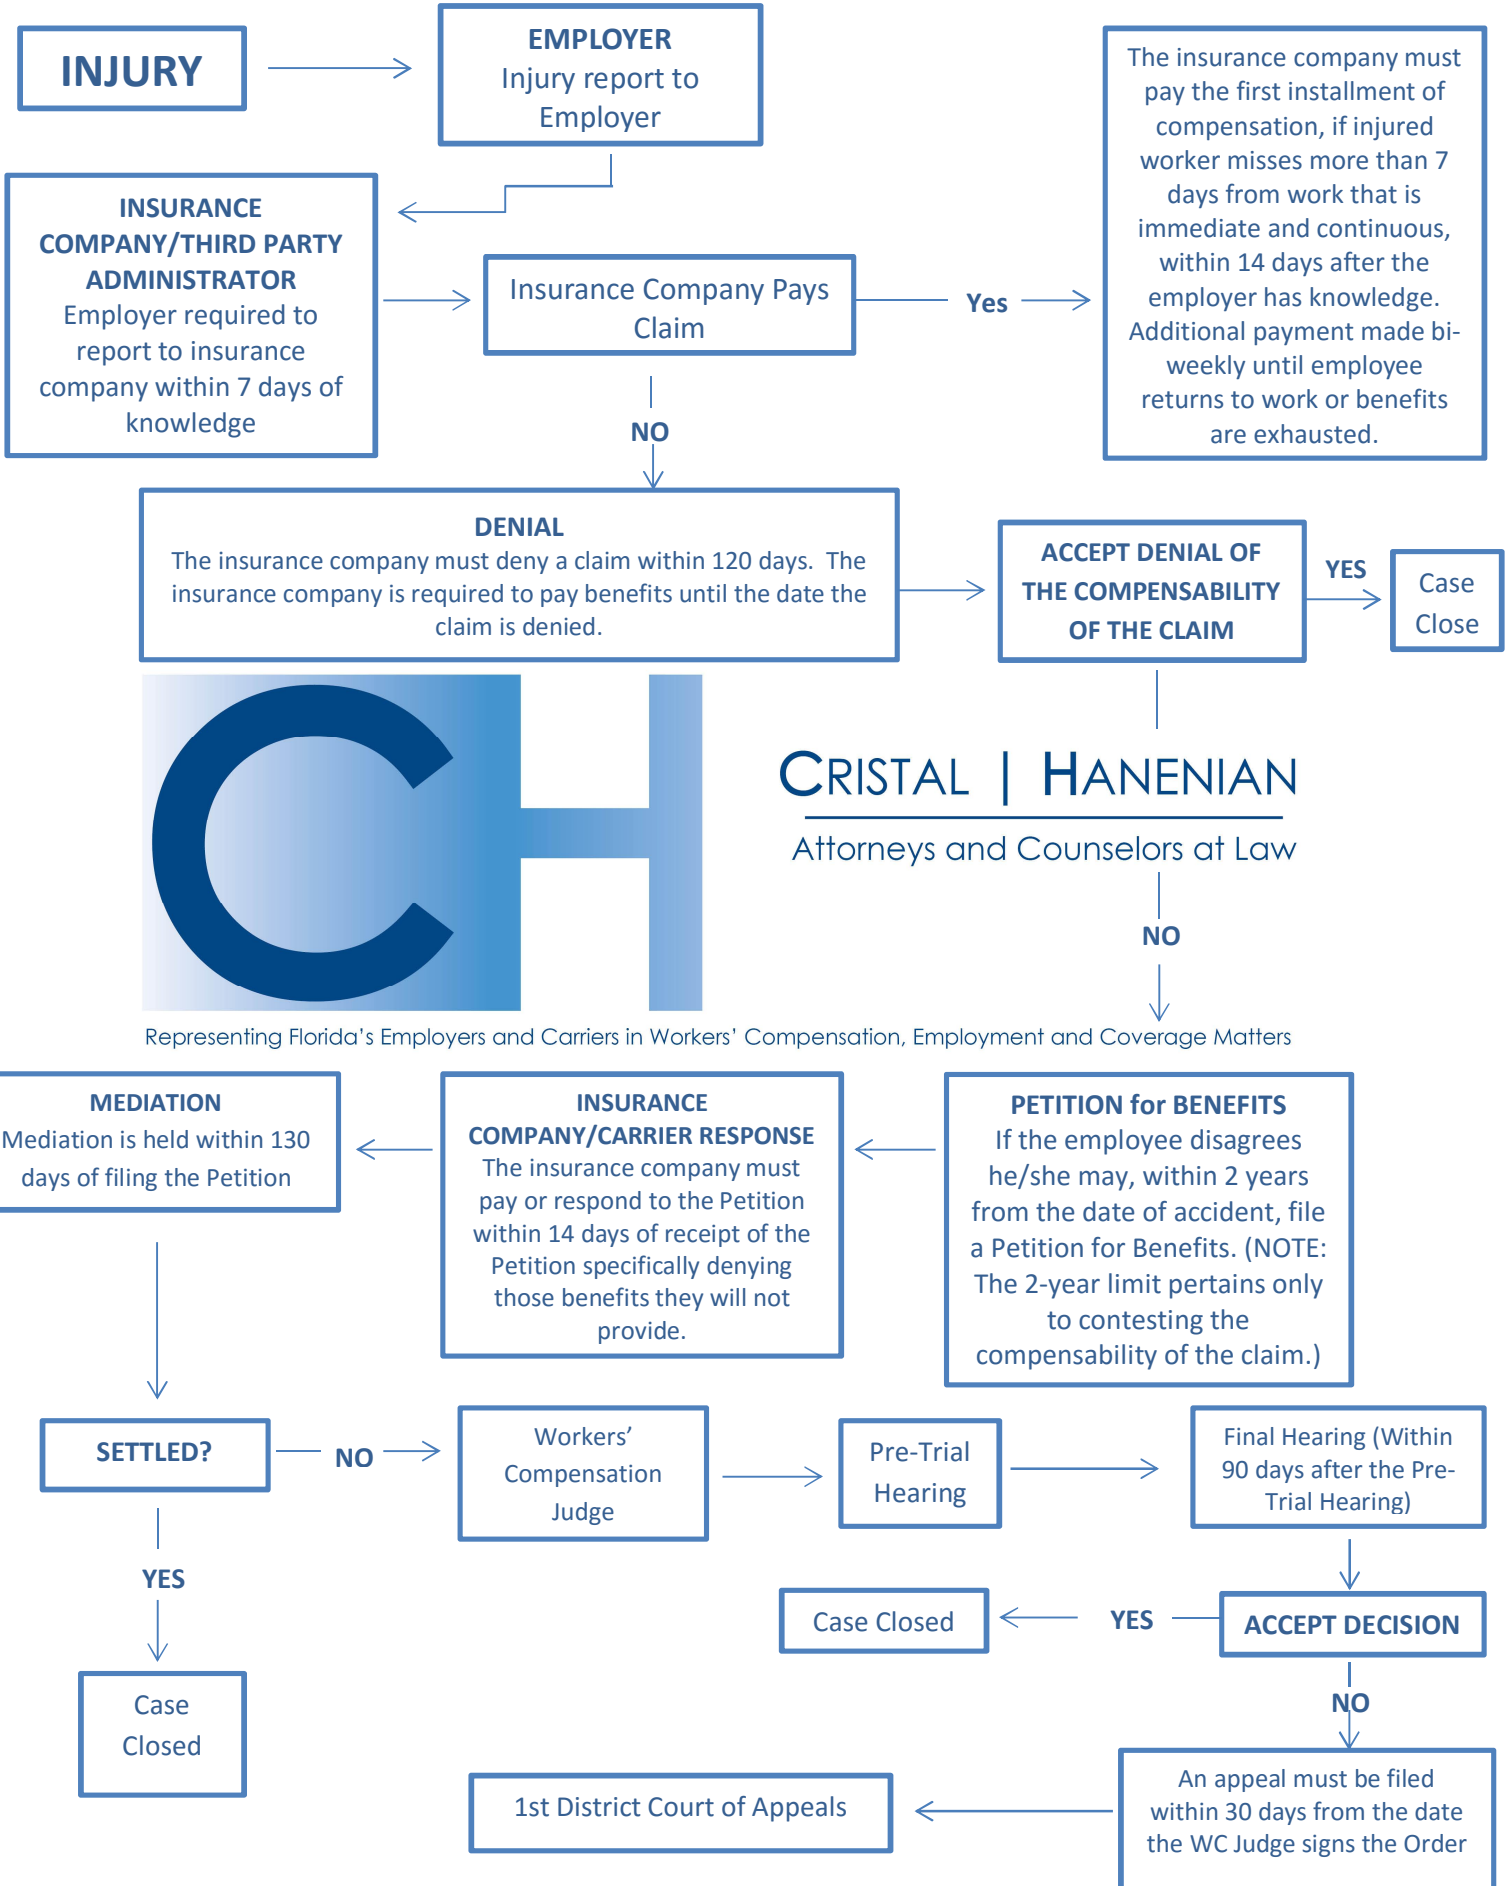 INJURY
EMPLOYER
Injury report to
Employer
The insurance company must
pay the first installment of
compensation, if injured
worker misses more than 7
days from work that is
immediate and continuous,
within 14 days after the
employer has knowledge.
Additional payment made bi-
weekly until employee
returns to work or benefits
are exhausted.
INSURANCE
COMPANY/THIRD PARTY
ADMINISTRATOR
Employer required to
report to insurance
company within 7 days of
knowledge
Insurance Company Pays
Claim
Yes
NO
DENIAL
The insurance company must deny a claim within 120 days. The
insurance company is required to pay benefits until the date the
claim is denied.
ACCEPT DENIAL OF
THE COMPENSABILITY
OF THE CLAIM
YES
Case
Close
CH
CRISTAL | HANENIAN
Attorneys and Counselors at Law
NO
Representing Florida's Employers and Carriers in Workers' Compensation, Employment and Coverage Matters
MEDIATION
Mediation is held within 130
days of filing the Petition
INSURANCE
COMPANY/CARRIER RESPONSE
The insurance company must
pay or respond to the Petition
within 14 days of receipt of the
Petition specifically denying
those benefits they will not
provide.
PETITION for BENEFITS
If the employee disagrees
he/she may, within 2 years
from the date of accident, file
a Petition for Benefits. (NOTE:
The 2-year limit pertains only
to contesting the
compensability of the claim.)
SETTLED?
NO
Workers'
Compensation
Judge
Pre-Trial
Hearing
Final Hearing (Within
90 days after the Pre-
Trial Hearing)
YES
Case
Closed
Case Closed
YES
ACCEPT DECISION
NO
1st District Court of Appeals
An appeal must be filed
within 30 days from the date
the WC Judge signs the Order